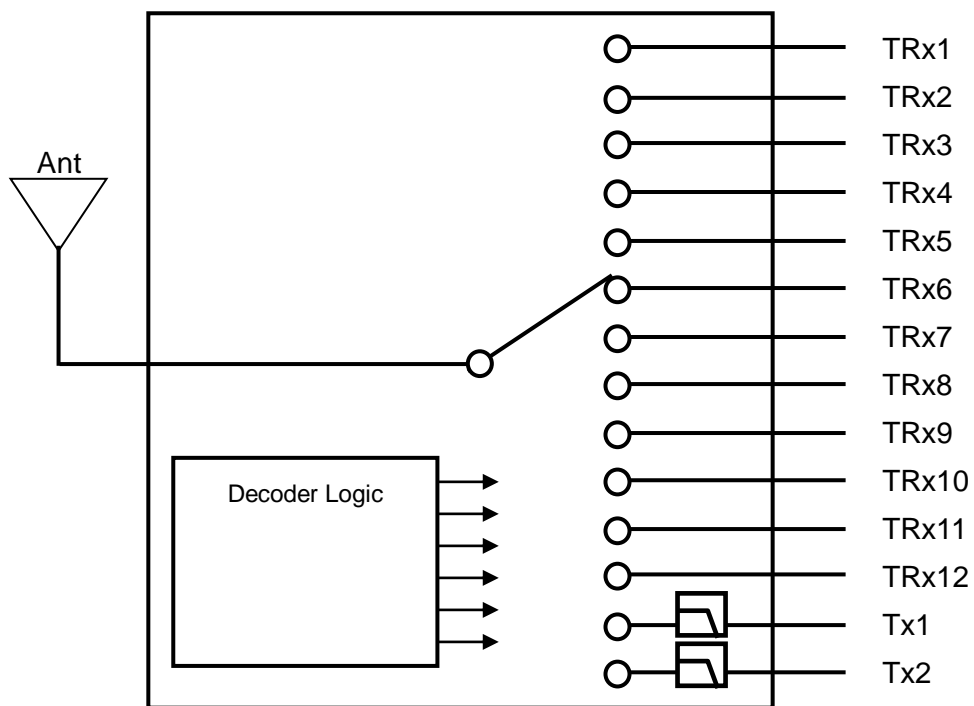 TRx1
TRx2
TRx3
Ant
TRx4
TRx5
TRx6
TRx7
TRx8
TRx9
TRx10
Decoder Logic
TRx11
TRx12
Tx1
Tx2